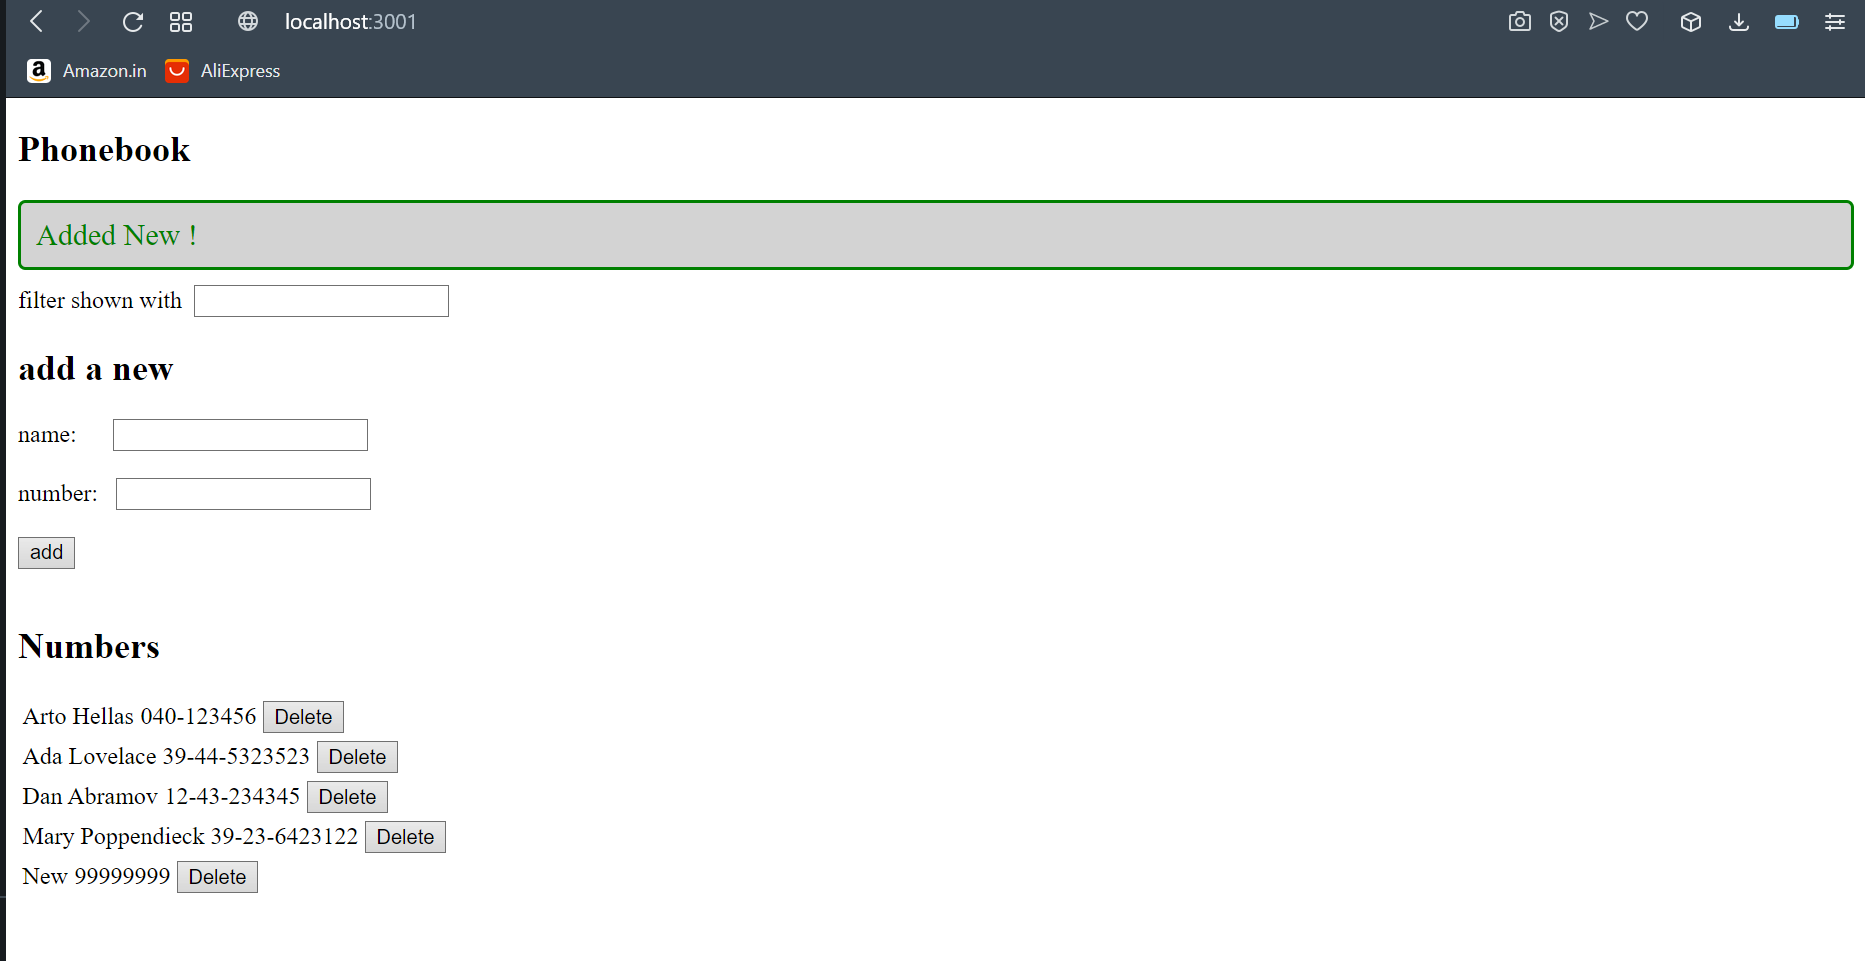 localhost:3001
Amazon.in AliExpress
Phonebook
Added New !
filter shown with
add a new
name:
number:
add
Numbers
Arto Hellas 040-123456 Delete
Ada Lovelace 39-44-5323523 Delete
Dan Abramov 12-43-234345 Delete
Mary Poppendieck 39-23-6423122 Delete
New 99999999 Delete